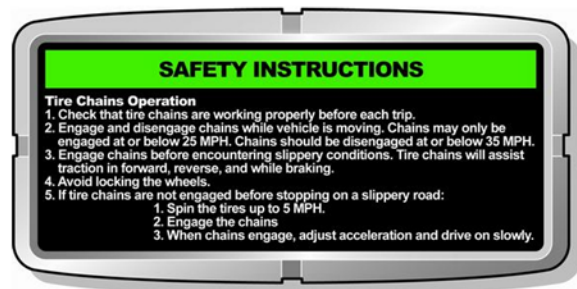 SAFETY INSTRUCTIONS
Tire Chains Operation
1. Check that tire chains are working properly before each trip.
2. Engage and disengage chains while vehicle is moving. Chains may only be
engaged at or below 25 MPH. Chains should be disengaged at or below 35 MPH.
3. Engage chains before encountering slippery conditions. Tire chains will assist
traction in forward, reverse, and while braking.
4. Avoid locking the wheels.
5. If tire chains are not engaged before stopping on a slippery road:
1. Spin the tires up to 5 MPH.
2. Engage the chains
3. When chains engage, adjust acceleration and drive on slowly.